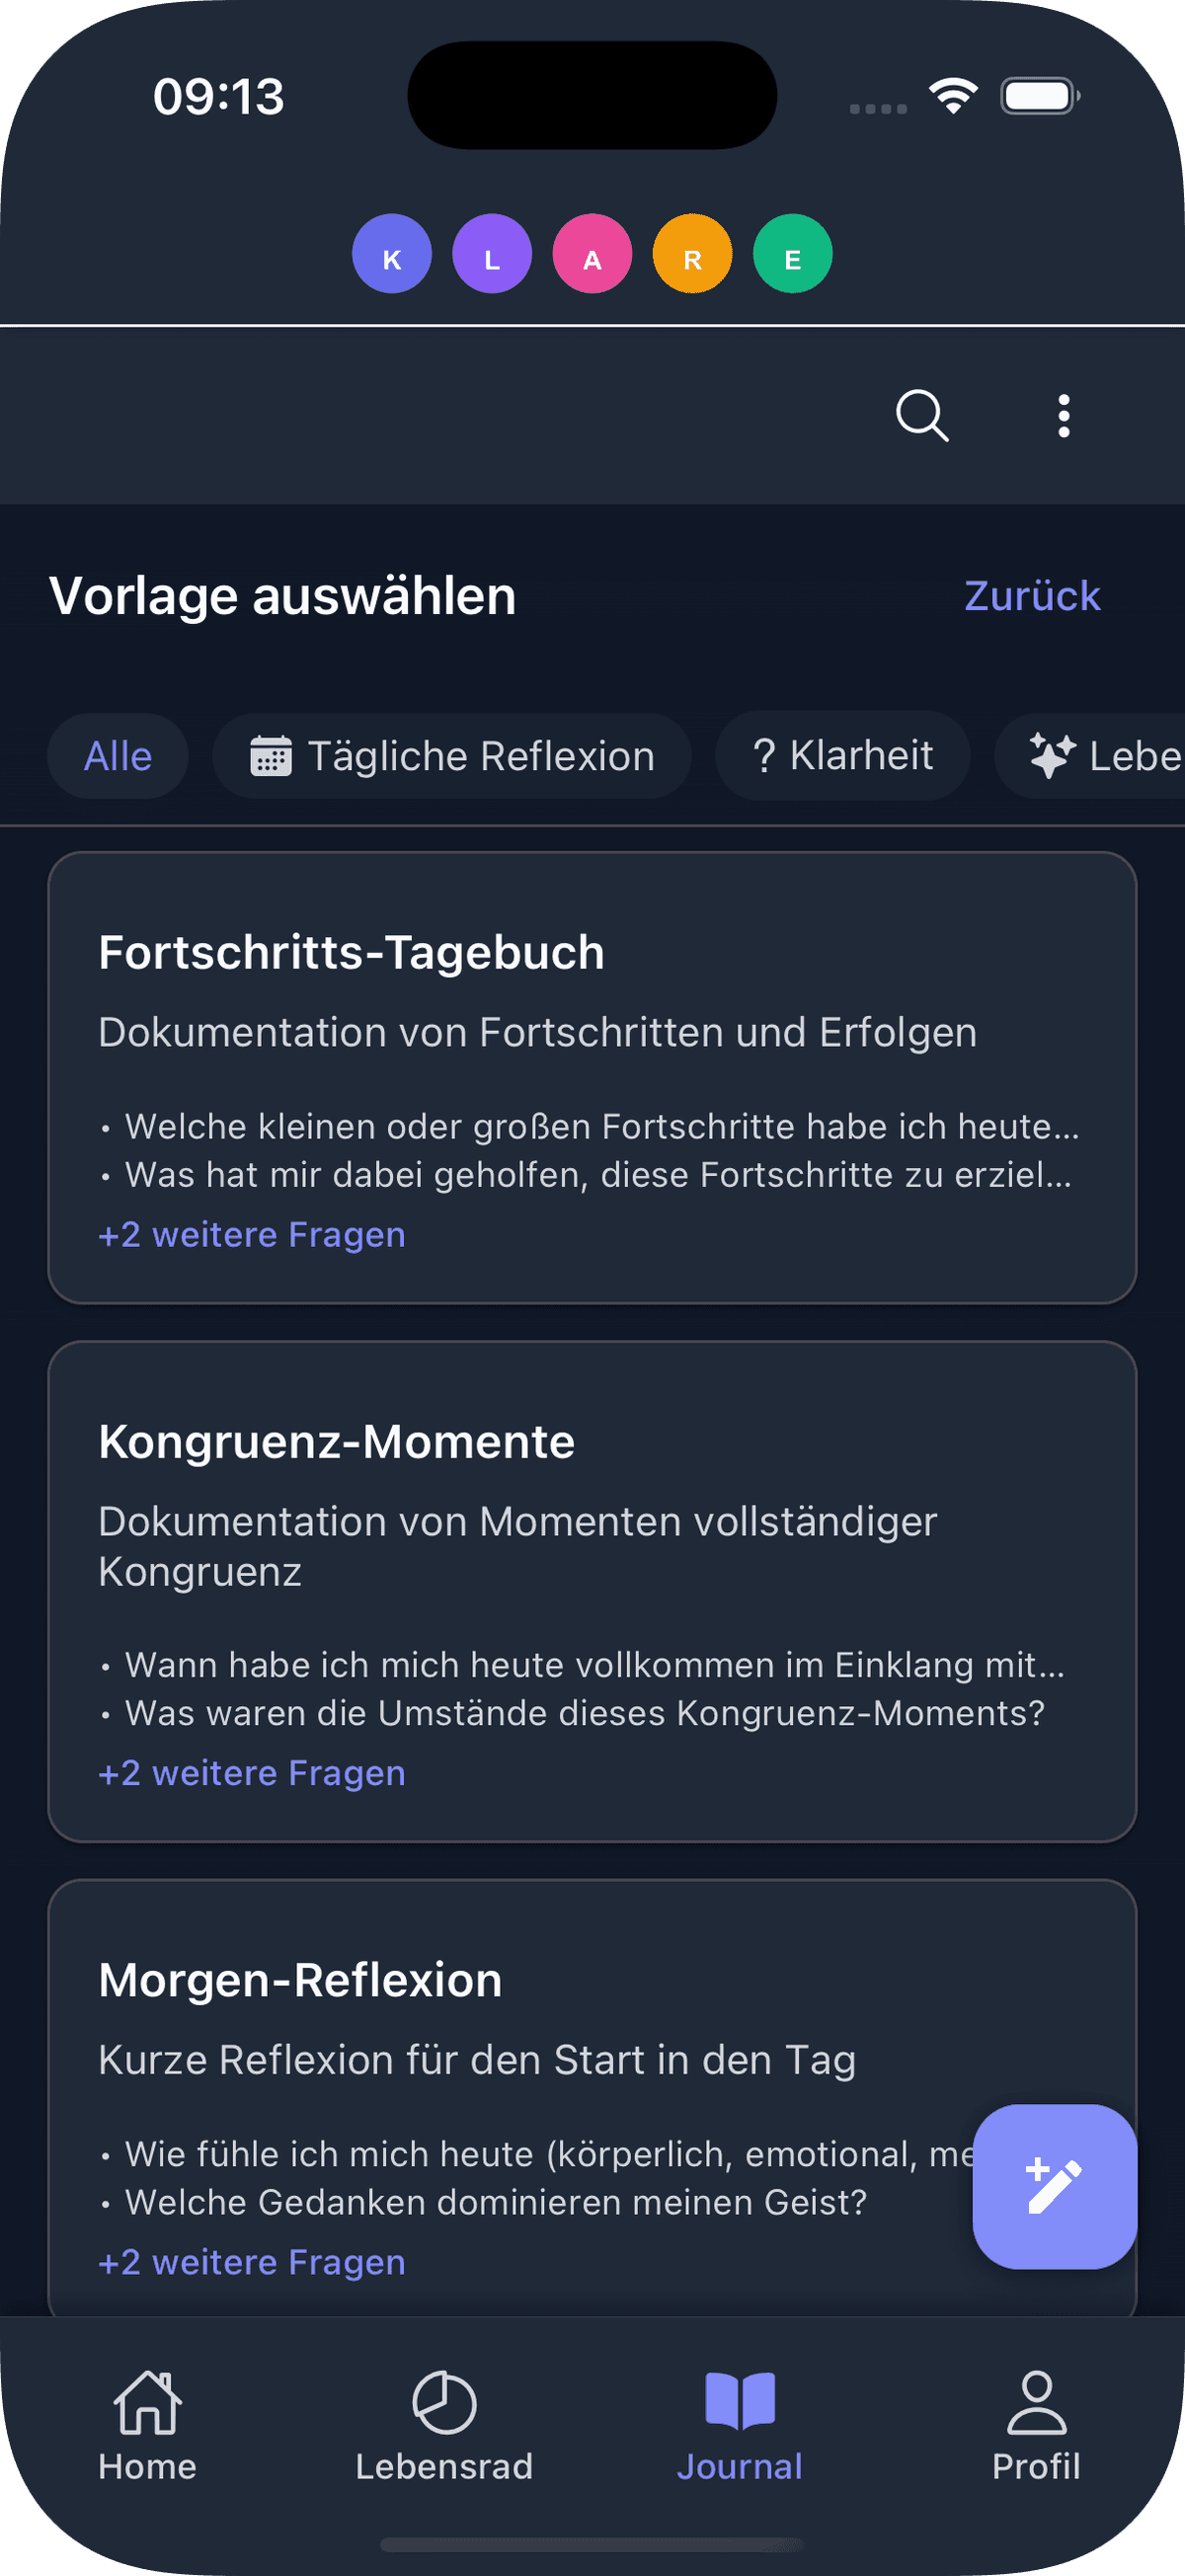 09:13
K L A R E
Vorlage auswählen
Zurück
Alle
Tägliche Reflexion
? Klarheit
Lebe
Fortschritts-Tagebuch
Dokumentation von Fortschritten und Erfolgen
• Welche kleinen oder großen Fortschritte habe ich heute...
• Was hat mir dabei geholfen, diese Fortschritte zu erziel...
+2 weitere Fragen
Kongruenz-Momente
Dokumentation von Momenten vollständiger
Kongruenz
• Wann habe ich mich heute vollkommen im Einklang mit...
• Was waren die Umstände dieses Kongruenz-Moments?
+2 weitere Fragen
Morgen-Reflexion
Kurze Reflexion für den Start in den Tag
• Wie fühle ich mich heute (körperlich, emotional, me
• Welche Gedanken dominieren meinen Geist?
+2 weitere Fragen
Home
Lebensrad
Journal
Profil